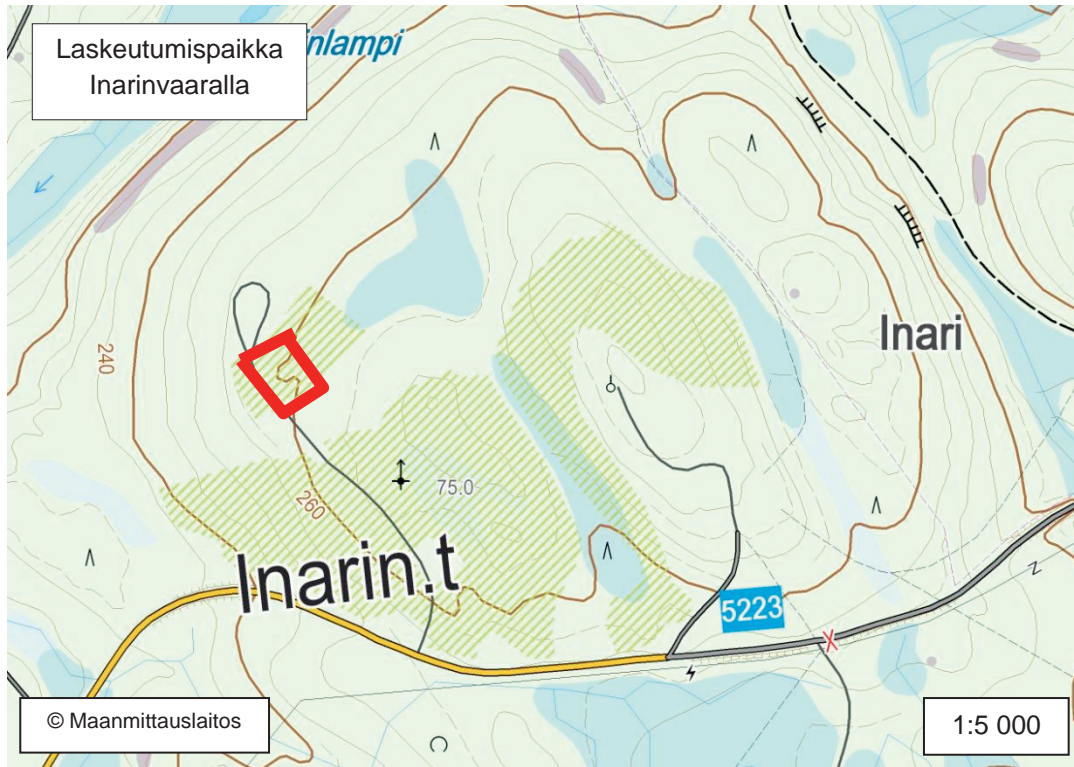 Laskeutumispaikka
Inarinvaaralla
nlampi
Inari
240
75.0
260
Inarin.t
5223
© Maanmittauslaitos
1:5 000